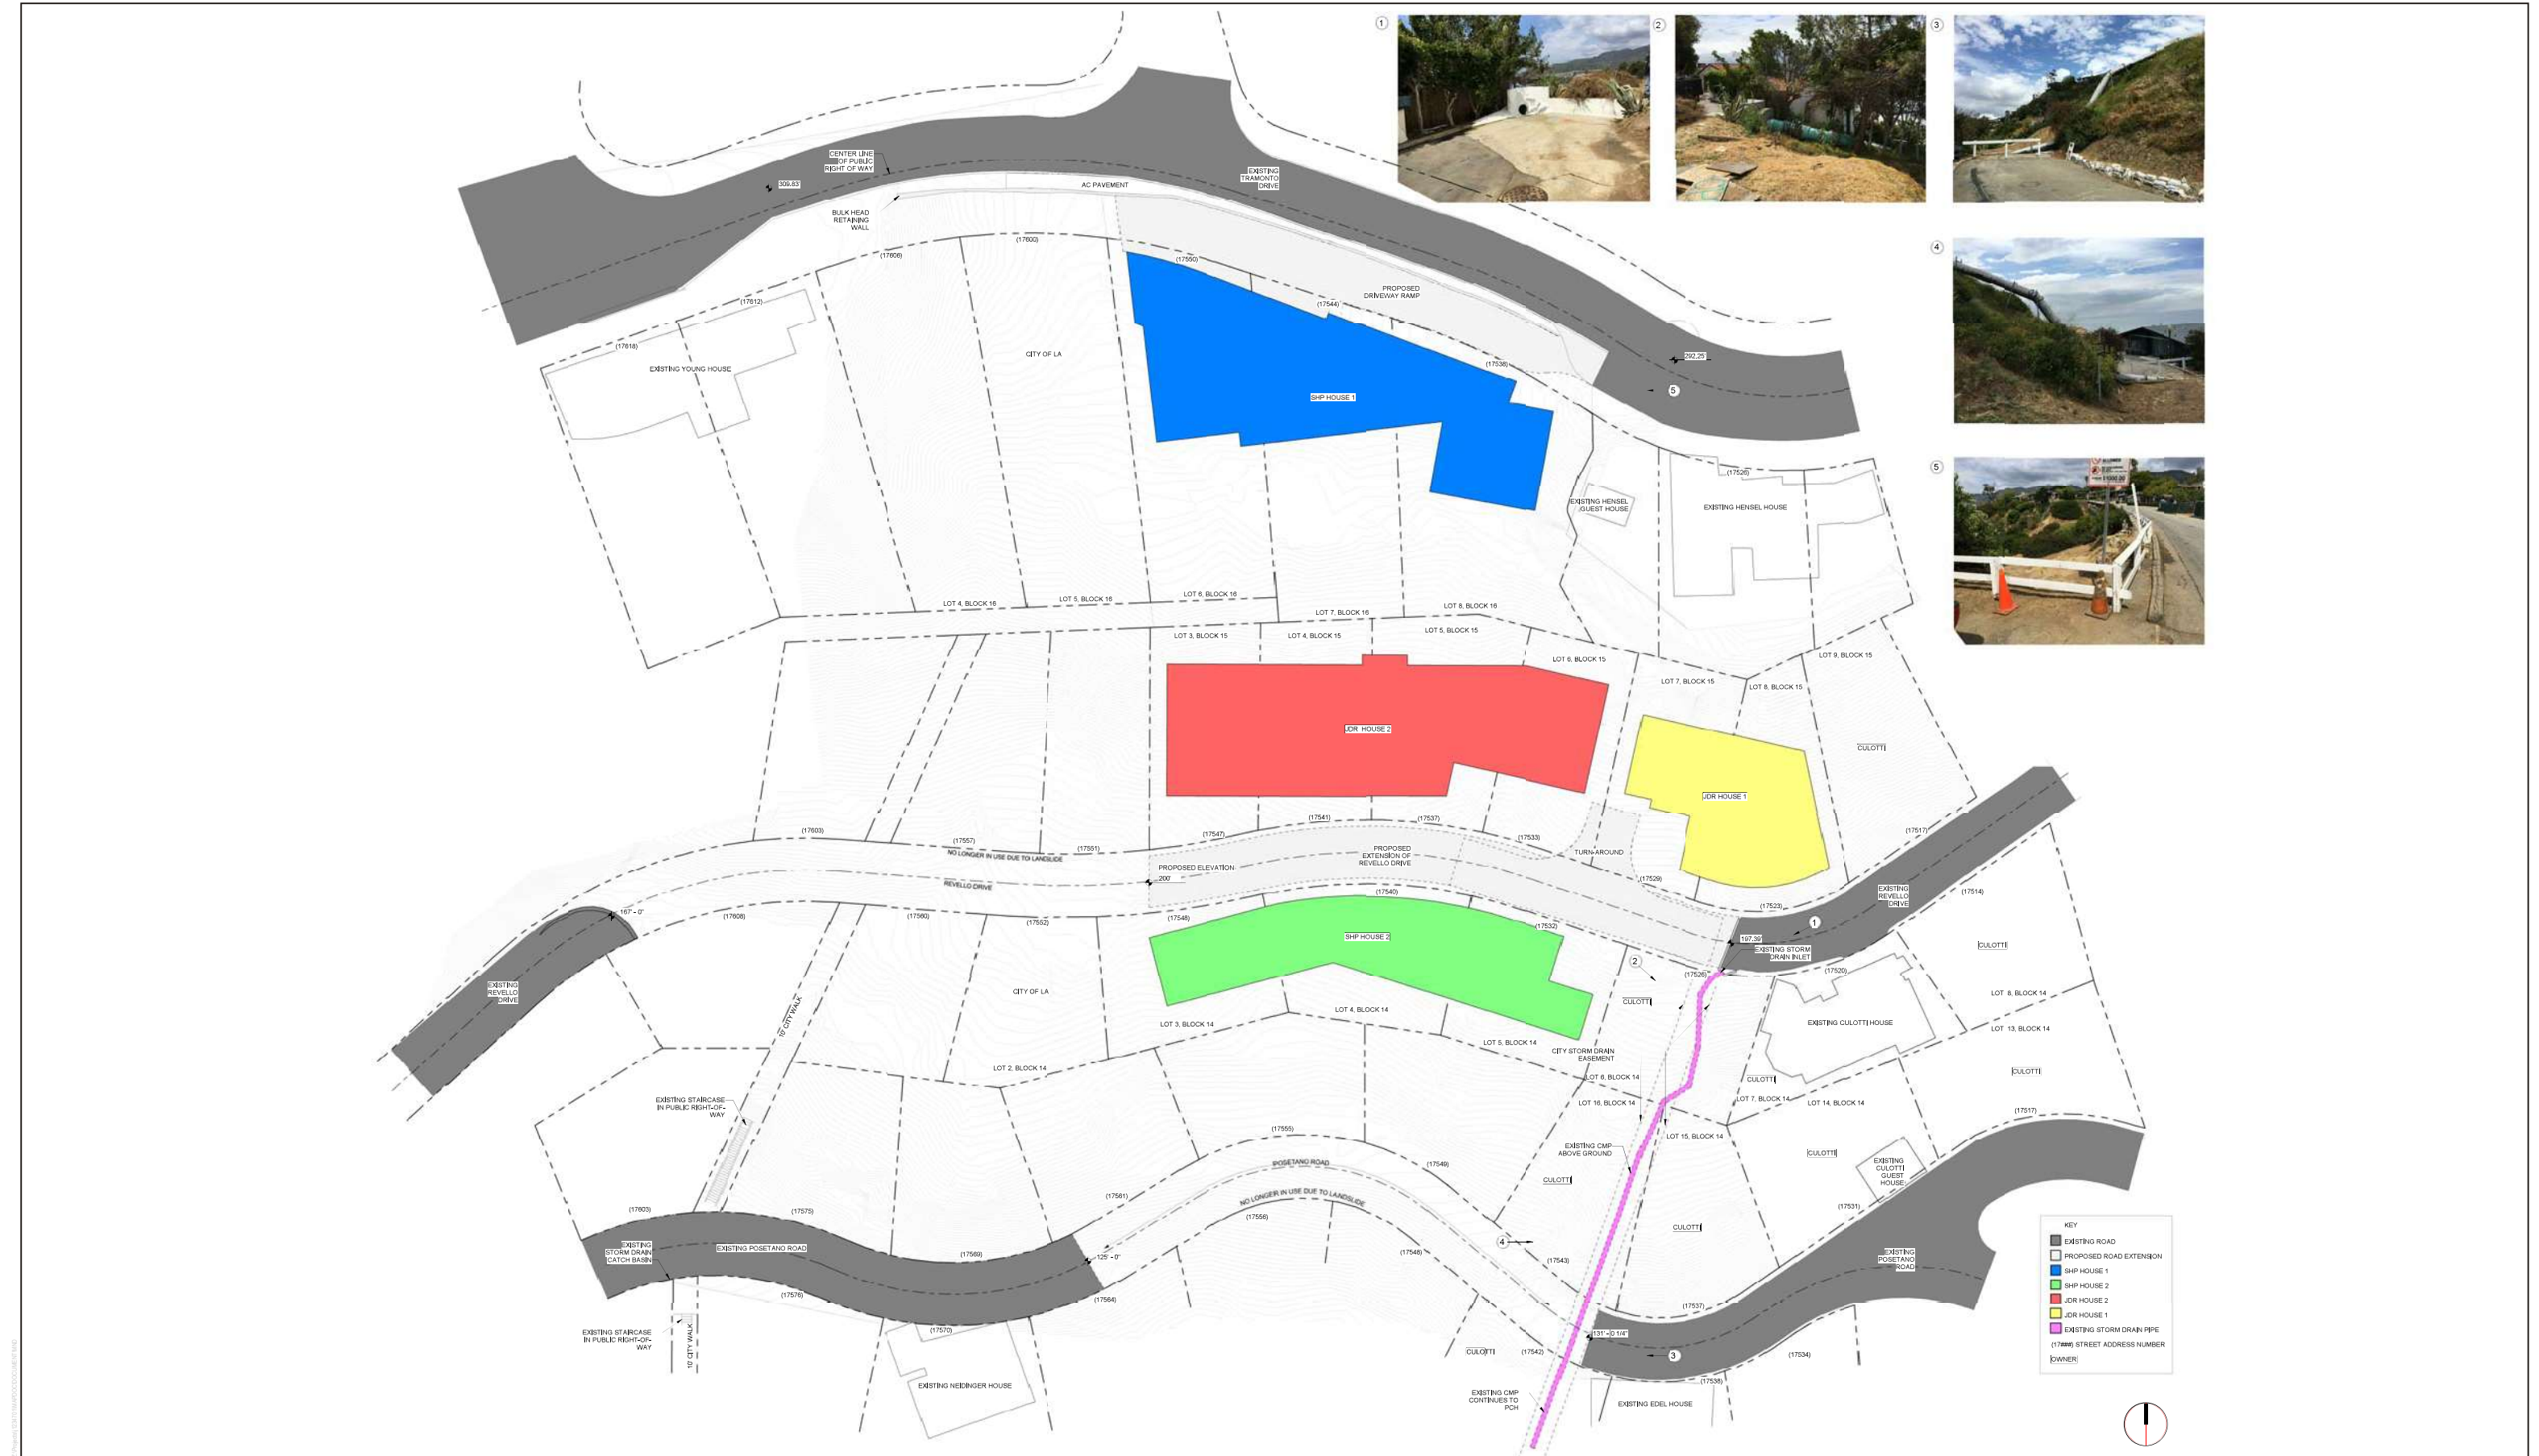 1
2
3
4
5
CENTER LINE
OF PUBLIC
RIGHT OF WAY
309.83'
AC PAVEMENT
EXISTING
TRAMONTO
DRIVE
BULK HEAD
RETAINING
WALL
(17600)
(17606)
(17550)
(17612)
(17544)
PROPOSED
DRIVEWAY RAMP
(17618)
EXISTING YOUNG HOUSE
CITY OF LA
(17538)
292.25'
5
SHP HOUSE 1
(17526)
EXISTING HENSEL
GUEST HOUSE
EXISTING HENSEL HOUSE
LOT 4, BLOCK 16
LOT 5, BLOCK 16
LOT 6, BLOCK 16
LOT 7, BLOCK 16
LOT 8, BLOCK 16
LOT 3, BLOCK 15
LOT 4, BLOCK 15
LOT 5, BLOCK 15
LOT 6, BLOCK 15
LOT 7, BLOCK 15
LOT 8, BLOCK 15
LOT 9, BLOCK 15
JDR HOUSE 2
CULOTTI
JDR HOUSE 1
(17603)
(17557)
(17551)
(17547)
(17541)
(17537)
(17533)
(17517)
NO LONGER IN USE DUE TO LANDSLIDE
REVELLO DRIVE
PROPOSED ELEVATION
200'
PROPOSED
EXTENSION OF
REVELLO DRIVE
TURN-AROUND
(17529)
(17523)
EXISTING
REVELLO
DRIVE
(17514)
167' - 0"
(17608)
(17560)
(17552)
(17548)
(17540)
(17532)
1
197.39'
EXISTING STORM
DRAIN INLET
SHP HOUSE 2
CULOTTI
2
(17526)
(17520)
EXISTING
REVELLO
DRIVE
CITY OF LA
10' CITY WALK
CULOTTI
LOT 8, BLOCK 14
LOT 3, BLOCK 14
LOT 4, BLOCK 14
EXISTING CULOTTI HOUSE
LOT 13, BLOCK 14
LOT 5, BLOCK 14
CITY STORM DRAIN
EASEMENT
LOT 2, BLOCK 14
LOT 6, BLOCK 14
CULOTTI
CULOTTI
EXISTING STAIRCASE
IN PUBLIC RIGHT-OF-
WAY
LOT 16, BLOCK 14
LOT 7, BLOCK 14
LOT 14, BLOCK 14
(17517)
(17555)
LOT 15, BLOCK 14
EXISTING CMP
ABOVE GROUND
POSETANO ROAD
(17549)
CULOTTI
CULOTTI
EXISTING
CULOTTI
GUEST
HOUSE
NO LONGER IN USE DUE TO LANDSLIDE
(17561)
(17603)
(17575)
(17556)
CULOTTI
(17531)
EXISTING
STORM DRAIN
CATCH BASIN
EXISTING POSETANO ROAD
(17569)
125' - 0"
(17548)
4
(17543)
EXISTING
POSETANO
ROAD
(17576)
(17564)
(17537)
EXISTING STAIRCASE
IN PUBLIC RIGHT-OF-
WAY
10' CITY WALK
(17570)
131' - 0 1/4"
CULOTTI
(17542)
3
(17534)
(17538)
EXISTING NEIDINGER HOUSE
EXISTING CMP
CONTINUES TO
PCH
EXISTING EDEL HOUSE
KEY
EXISTING ROAD
PROPOSED ROAD EXTENSION
SHP HOUSE 1
SHP HOUSE 2
JDR HOUSE 2
JDR HOUSE 1
EXISTING STORM DRAIN PIPE
(17###) STREET ADDRESS NUMBER
OWNER